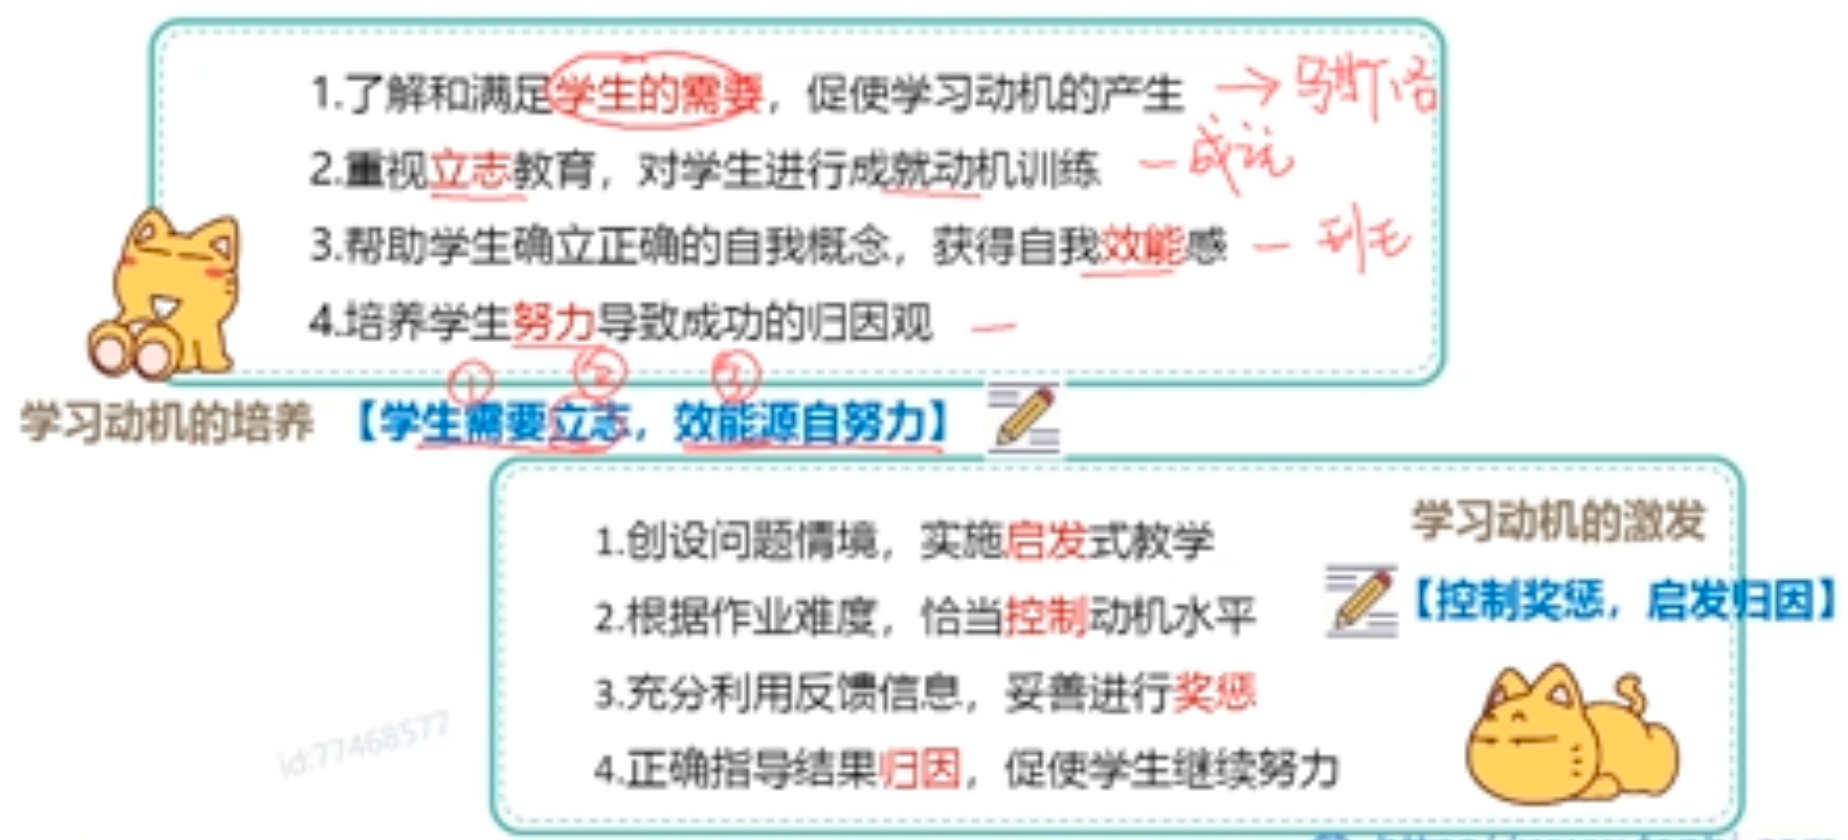 1.了解和满足学生的需要，促使学习动机的产生 → 马斯洛
2.重视立志教育，对学生进行成就动机训练 — 成就
3.帮助学生确立正确的自我概念，获得自我效能感 — 班
4.培养学生努力导致成功的归因观 —
① ② ③
学习动机的培养 【学生需要立志，效能源自努力】
学习动机的激发
【控制奖惩，启发归因】
1.创设问题情境，实施启发式教学
2.根据作业难度，恰当控制动机水平
3.充分利用反馈信息，妥善进行奖惩
4.正确指导结果归因，促使学生继续努力
id:77468577